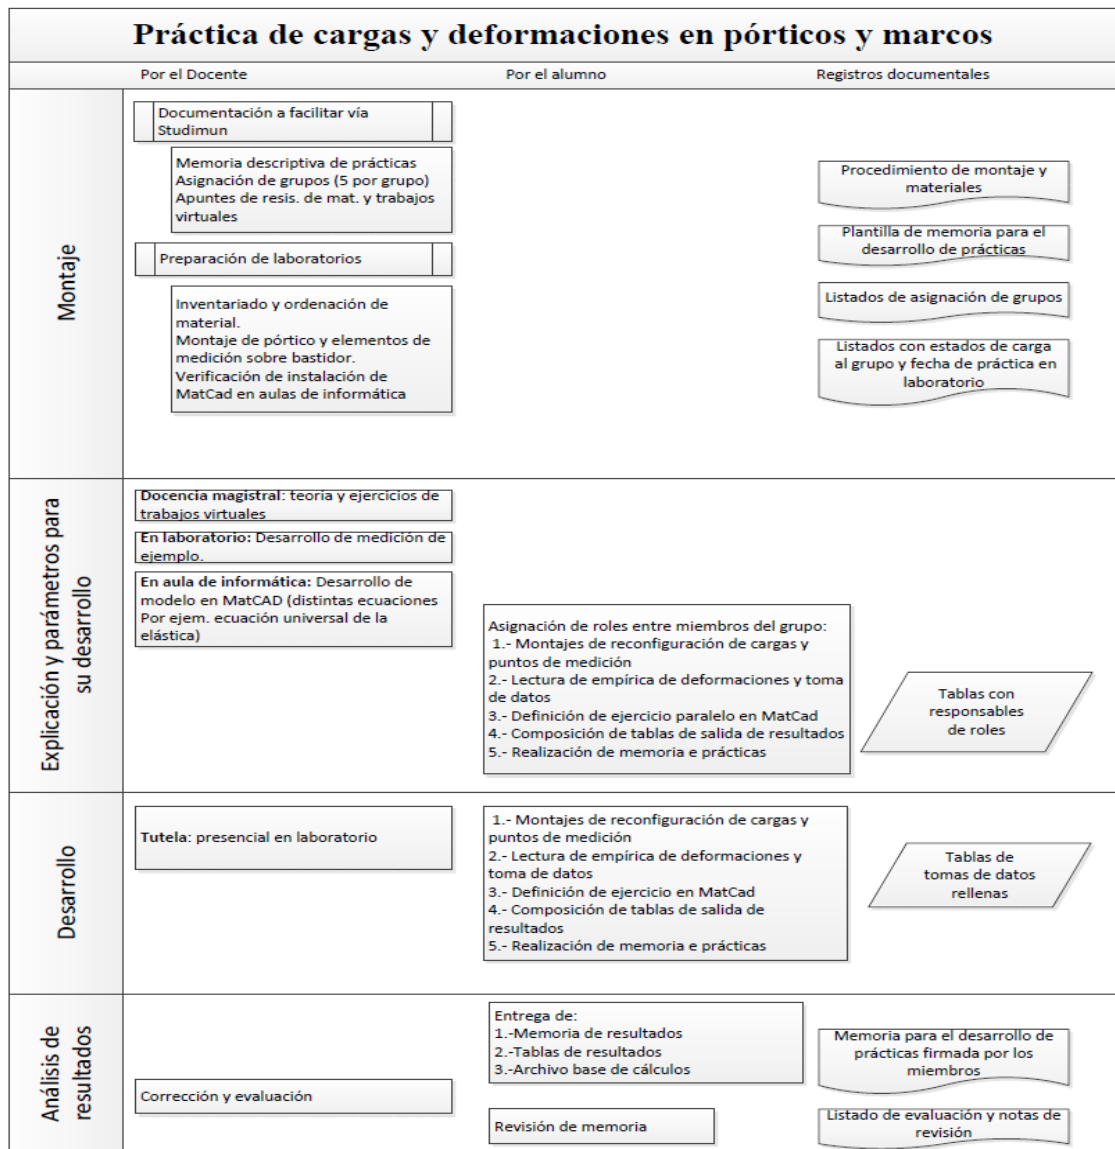 Práctica de cargas y deformaciones en pórticos y marcos
Por el Docente
Por el alumno
Registros documentales
Montaje
Documentación a facilitar vía
Studimun
Memoria descriptiva de prácticas
Asignación de grupos (5 por grupo)
Apuntes de resis. de mat. y trabajos
virtuales
Preparación de laboratorios
Inventariado y ordenación de
material.
Montaje de pórtico y elementos de
medición sobre bastidor.
Verificación de instalación de
MatCad en aulas de informática
Procedimiento de montaje y
materiales
Plantilla de memoria para el
desarrollo de prácticas
Listados de asignación de grupos
Listados con estados de carga
al grupo y fecha de práctica en
laboratorio
Explicación y parámetros para
su desarrollo
Docencia magistral: teoria y ejercicios de
trabajos virtuales
En laboratorio: Desarrollo de medición de
ejemplo.
En aula de informática: Desarrollo de
modelo en MatCAD (distintas ecuaciones
Por ejem. ecuación universal de la
elástica)
Asignación de roles entre miembros del grupo:
1.- Montajes de reconfiguración de cargas y
puntos de medición
2.- Lectura de empírica de deformaciones y toma
de datos
3.- Definición de ejercicio paralelo en MatCad
4.- Composición de tablas de salida de resultados
5.- Realización de memoria e prácticas
Tablas con
responsables
de roles
Desarrollo
Tutela: presencial en laboratorio
1.- Montajes de reconfiguración de cargas y
puntos de medición
2.- Lectura de empírica de deformaciones y
toma de datos
3.- Definición de ejercicio en MatCad
4.- Composición de tablas de salida de
resultados
5.- Realización de memoria e prácticas
Tablas de
tomas de datos
rellenas
Análisis de
resultados
Corrección y evaluación
Entrega de:
1.-Memoria de resultados
2.-Tablas de resultados
3.-Archivo base de cálculos
Revisión de memoria
Memoria para el desarrollo de
prácticas firmada por los
miembros
Listado de evaluación y notas de
revisión